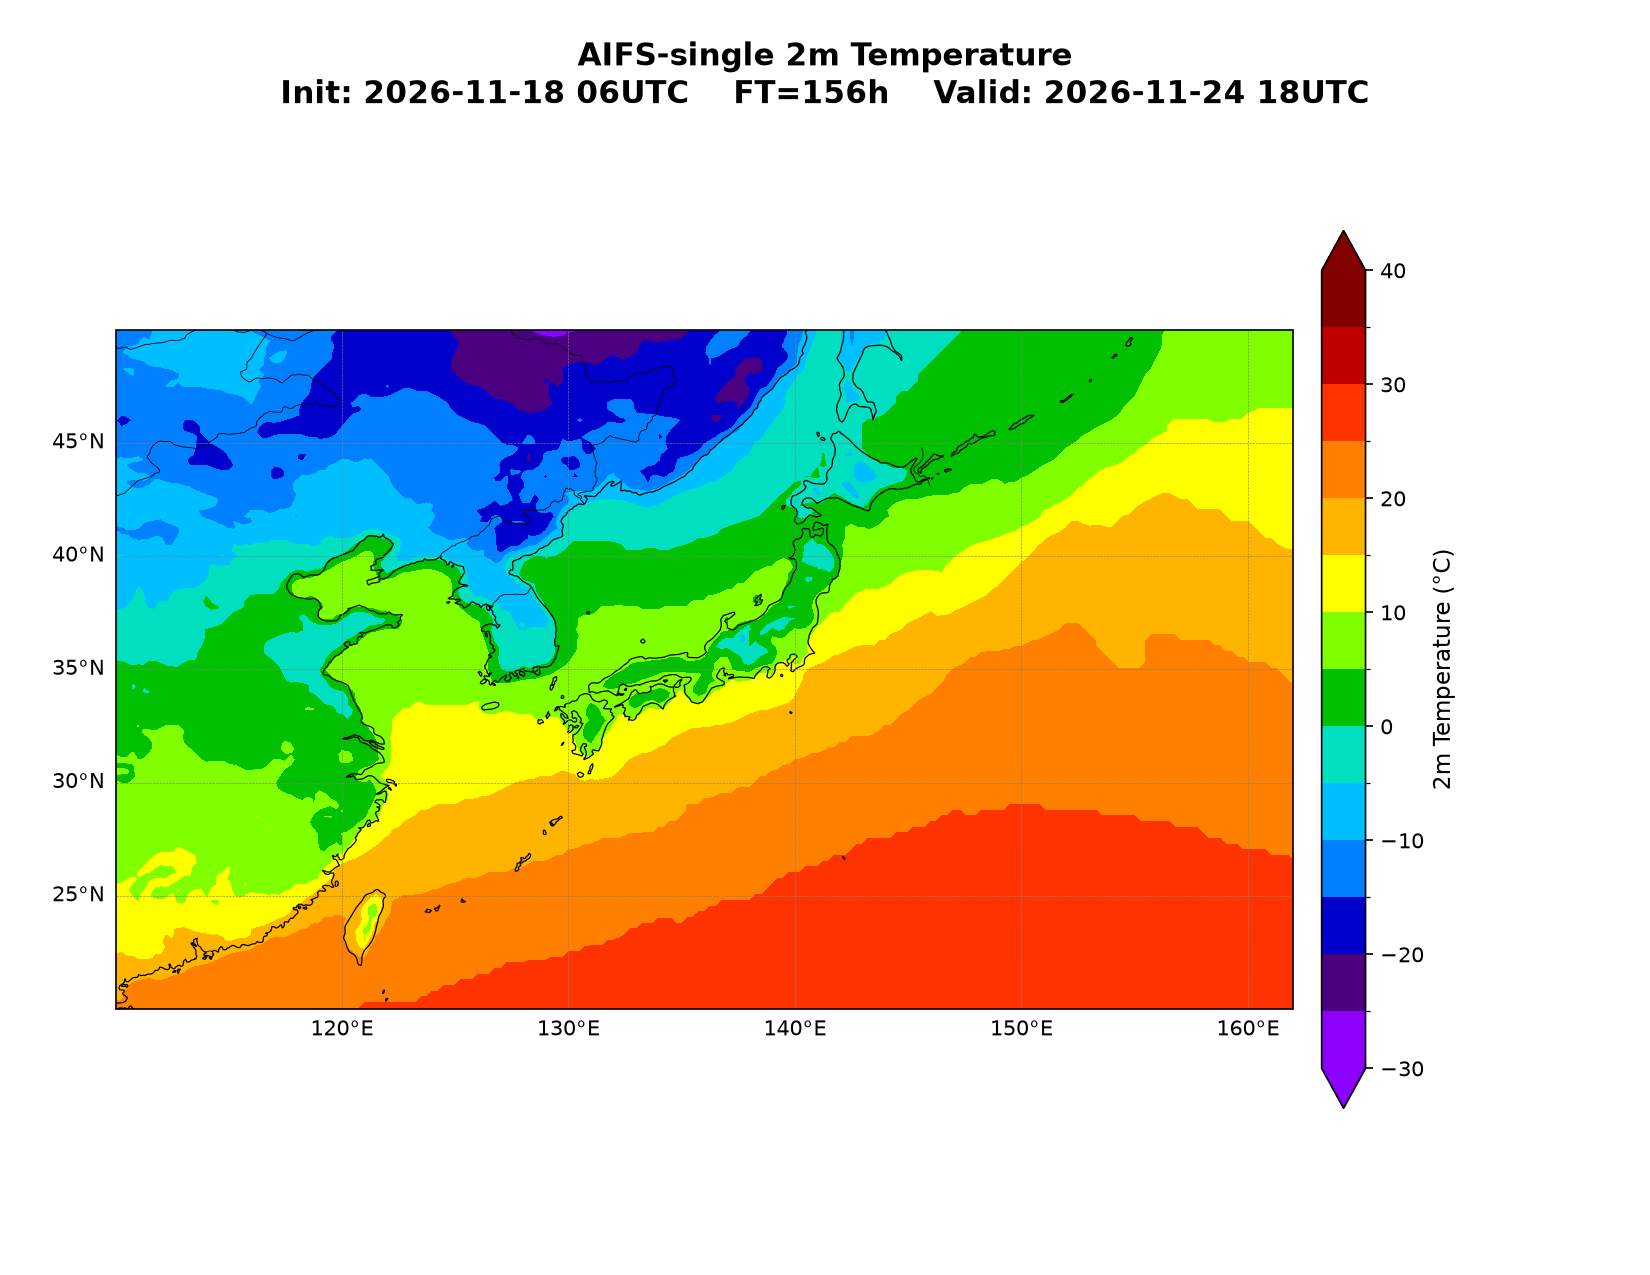 AIFS-single 2m Temperature
Init: 2026-11-18 06UTC    FT=156h    Valid: 2026-11-24 18UTC
45°N
40°N
35°N
30°N
25°N
120°E
130°E
140°E
150°E
160°E
40
30
20
10
0
−10
−20
−30
2m Temperature (°C)